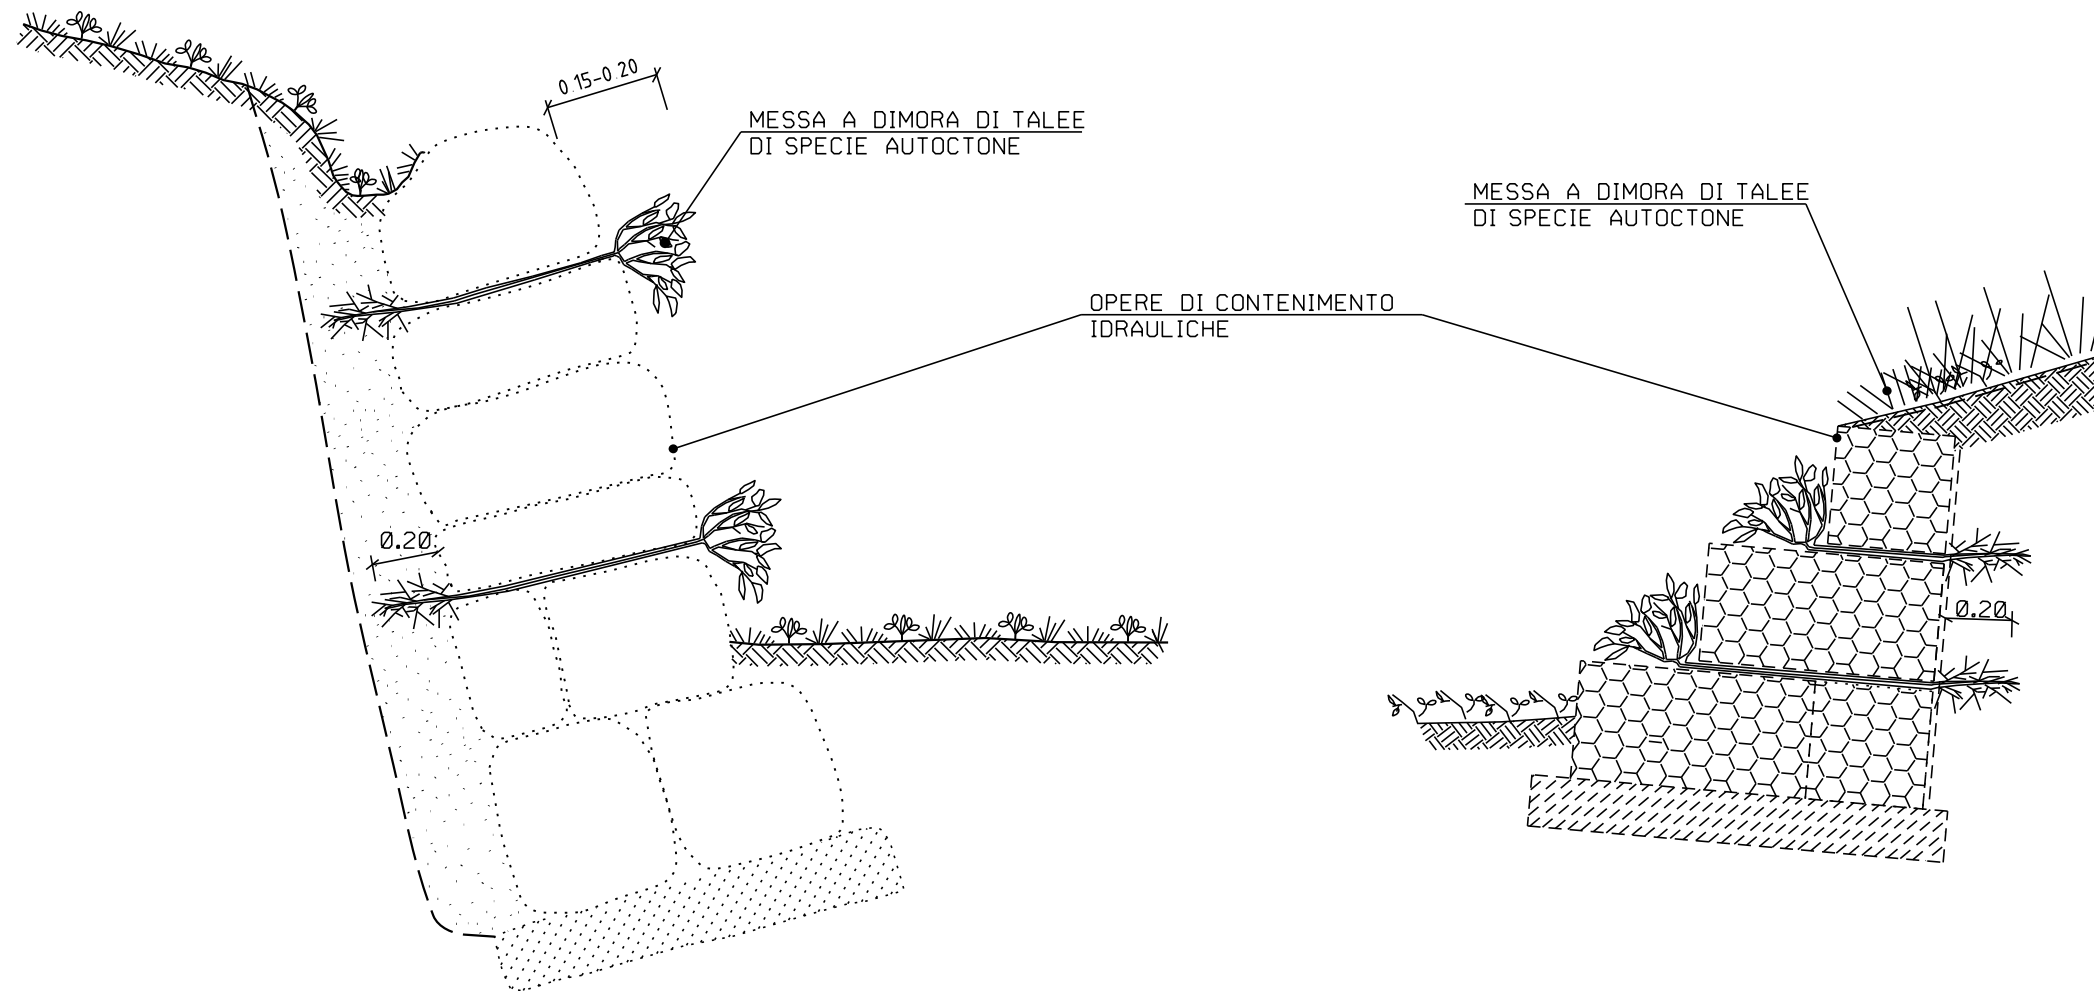 0.15-0.20
MESSA A DIMORA DI TALEE
DI SPECIE AUTOCTONE
MESSA A DIMORA DI TALEE
DI SPECIE AUTOCTONE
OPERE DI CONTENIMENTO
IDRAULICHE
0.20
0.20